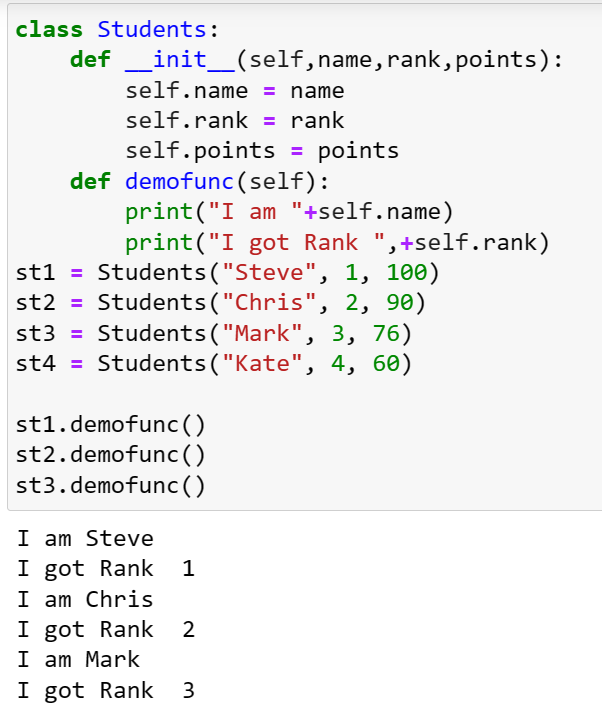 class Students:
    def __init__(self,name,rank,points):
        self.name = name
        self.rank = rank
        self.points = points
    def demofunc(self):
        print("I am "+self.name)
        print("I got Rank ",+self.rank)
st1 = Students("Steve", 1, 100)
st2 = Students("Chris", 2, 90)
st3 = Students("Mark", 3, 76)
st4 = Students("Kate", 4, 60)

st1.demofunc()
st2.demofunc()
st3.demofunc()
I am Steve
I got Rank  1
I am Chris
I got Rank  2
I am Mark
I got Rank  3